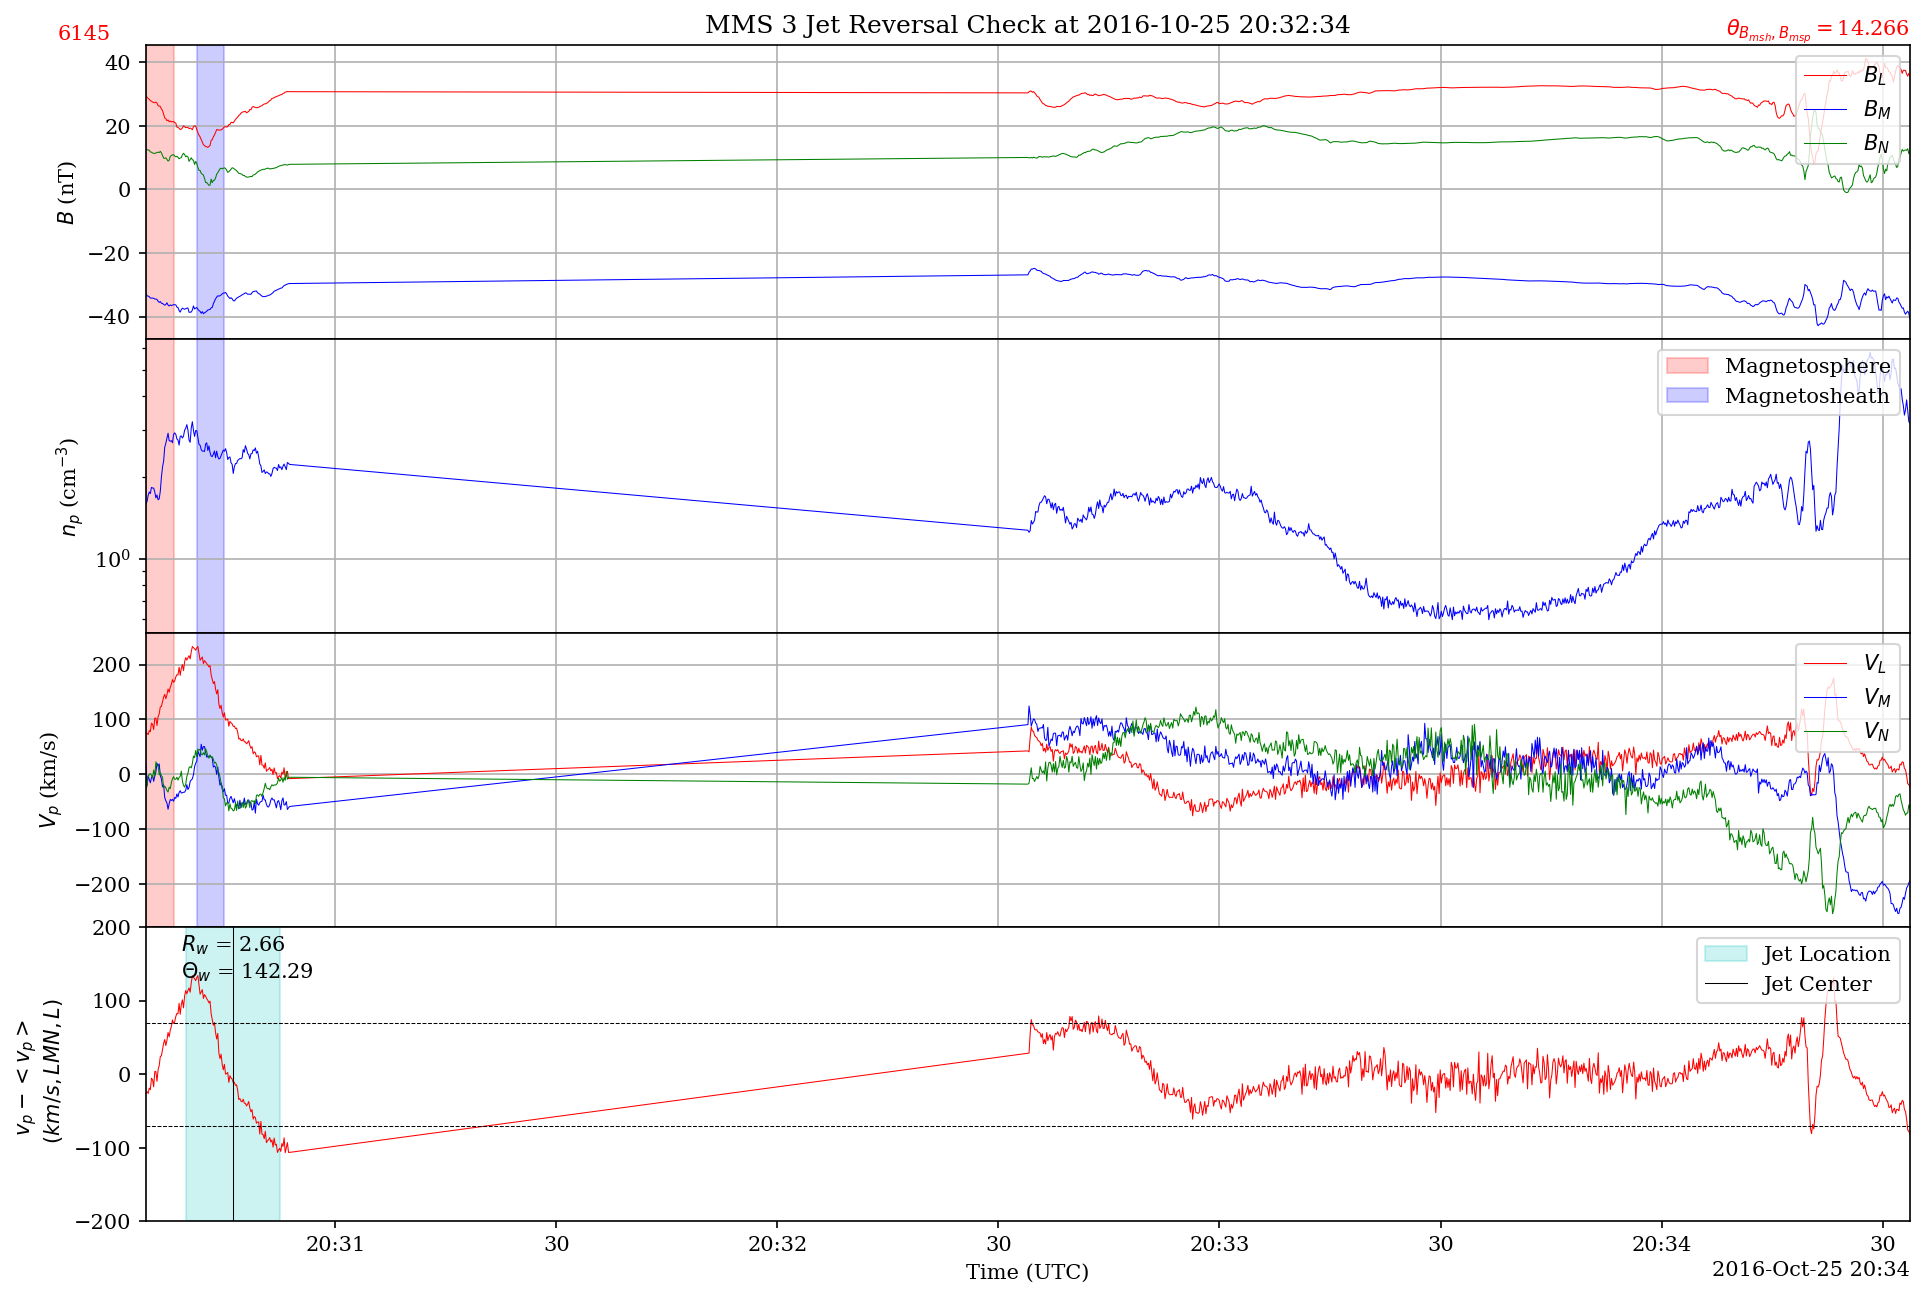 MMS 3 Jet Reversal Check at 2016-10-25 20:32:34
6145
θ_{B_{msh}, B_{msp}} = 14.266
40
20
0
−20
−40
B (nT)
B_L
B_M
B_N
10^0
n_p (cm^{−3})
Magnetosphere
Magnetosheath
200
100
0
−100
−200
V_p (km/s)
V_L
V_M
V_N
200
100
0
−100
−200
v_p − < v_p >
(km/s, LMN, L)
R_w = 2.66
Θ_w = 142.29
Jet Location
Jet Center
20:31 30 20:32 30 20:33 30 20:34 30
Time (UTC)
2016-Oct-25 20:34